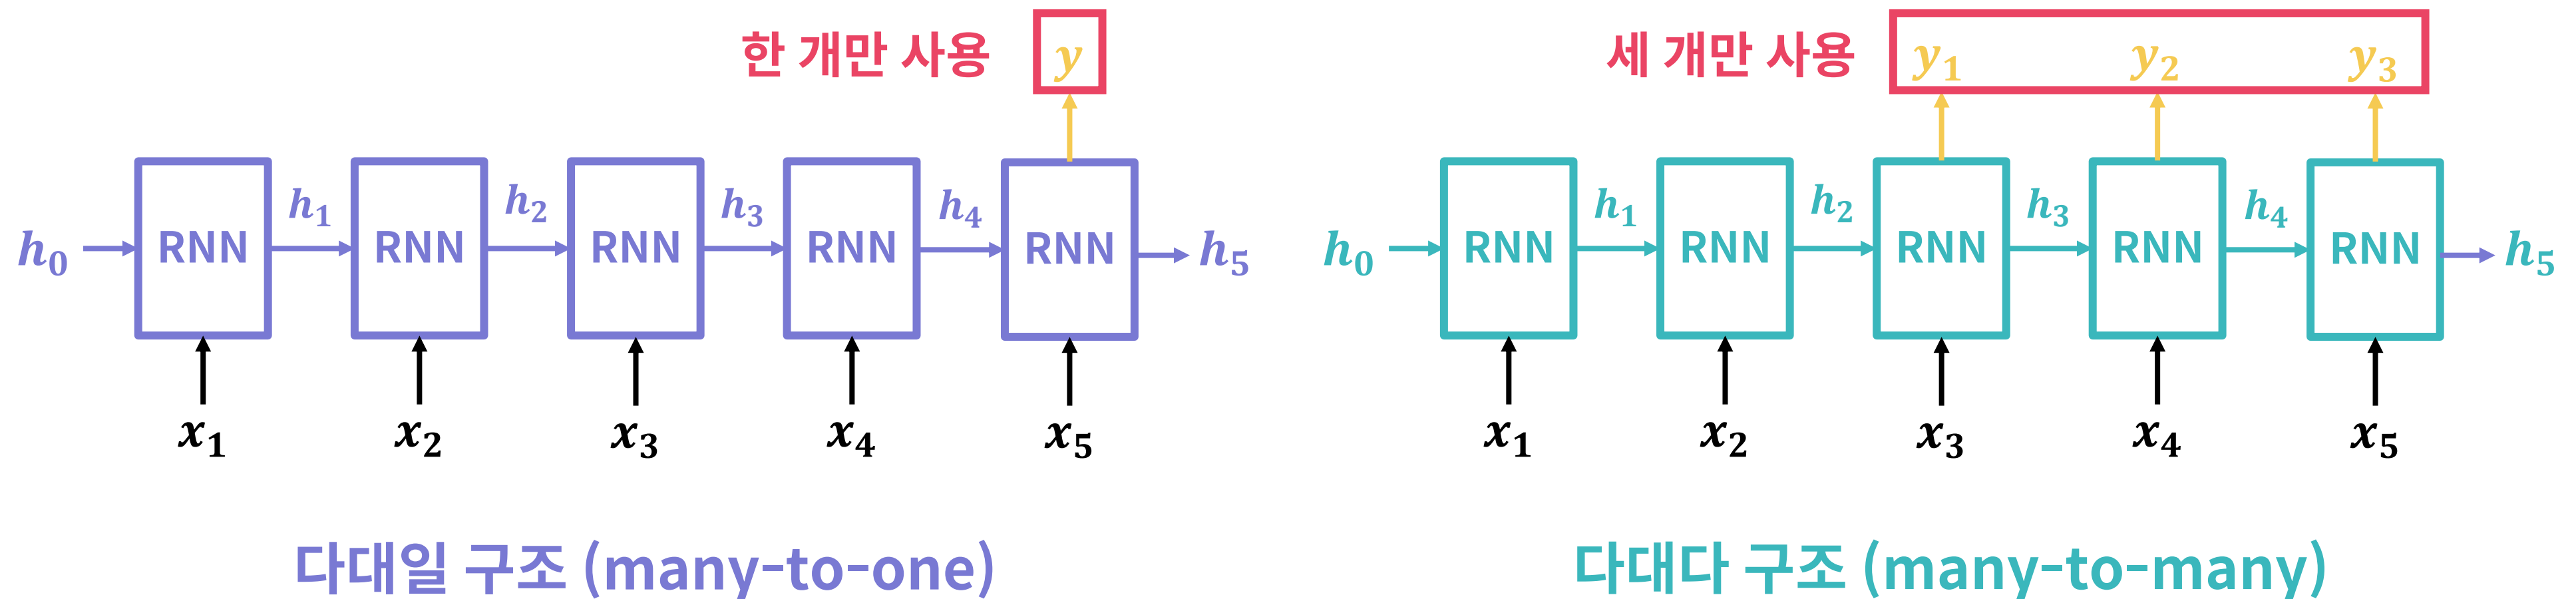 한 개만 사용 y
h₀ RNN h₁ RNN h₂ RNN h₃ RNN h₄ RNN h₅
x₁ x₂ x₃ x₄ x₅
다대일 구조 (many-to-one)
세 개만 사용 y₁ y₂ y₃
h₀ RNN h₁ RNN h₂ RNN h₃ RNN h₄ RNN h₅
x₁ x₂ x₃ x₄ x₅
다대다 구조 (many-to-many)